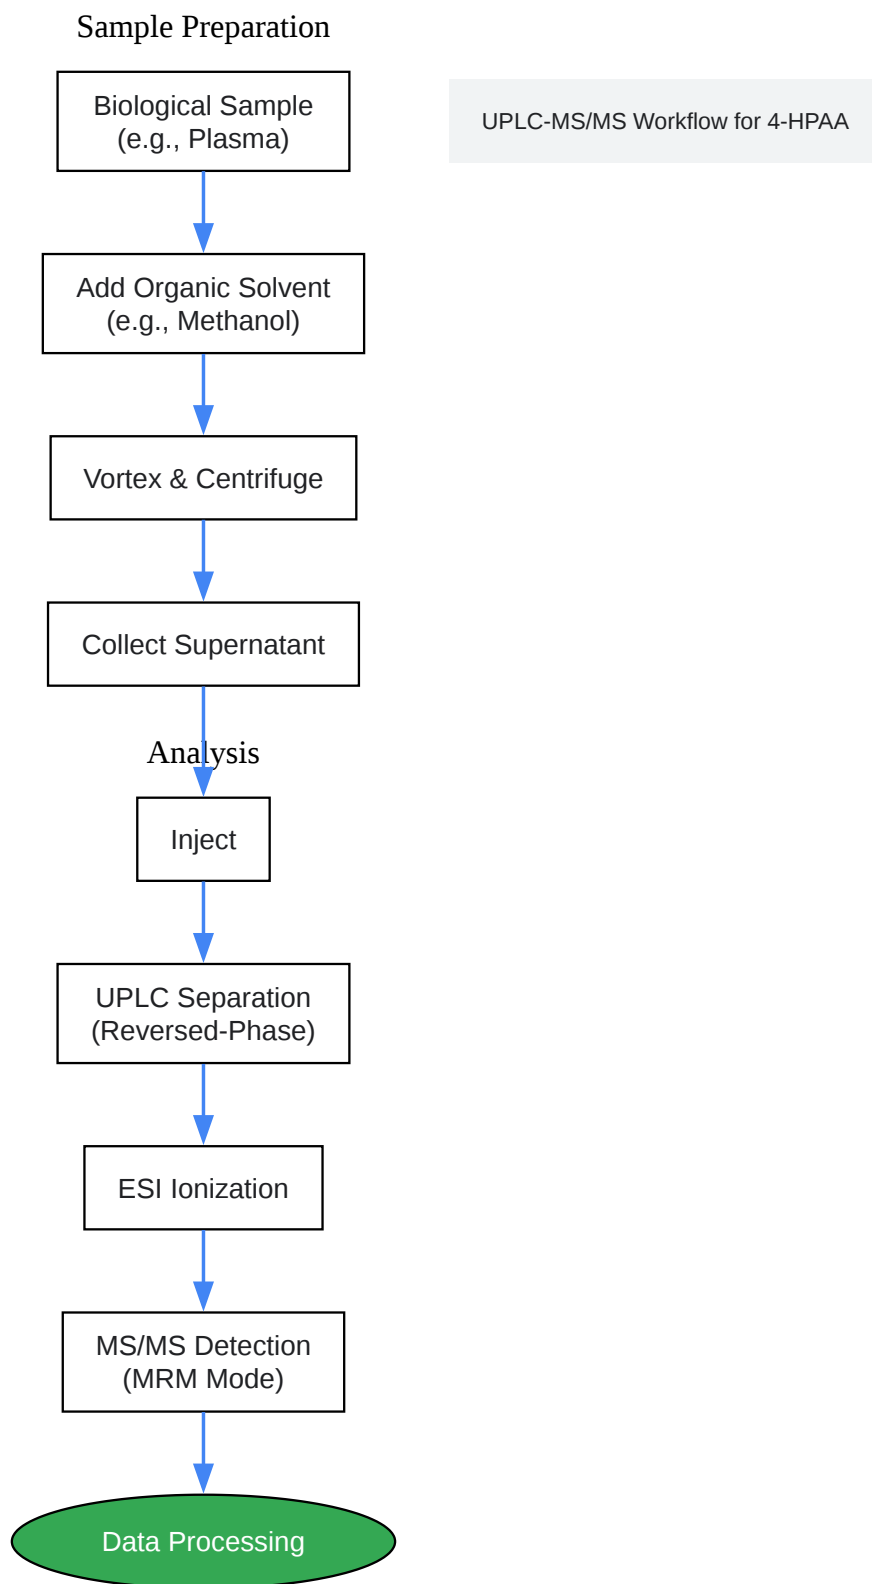 Sample Preparation
Biological Sample
(e.g., Plasma)
UPLC-MS/MS Workflow for 4-HPAA
Add Organic Solvent
(e.g., Methanol)
Vortex & Centrifuge
Collect Supernatant
Analysis
Inject
UPLC Separation
(Reversed-Phase)
ESI Ionization
MS/MS Detection
(MRM Mode)
Data Processing